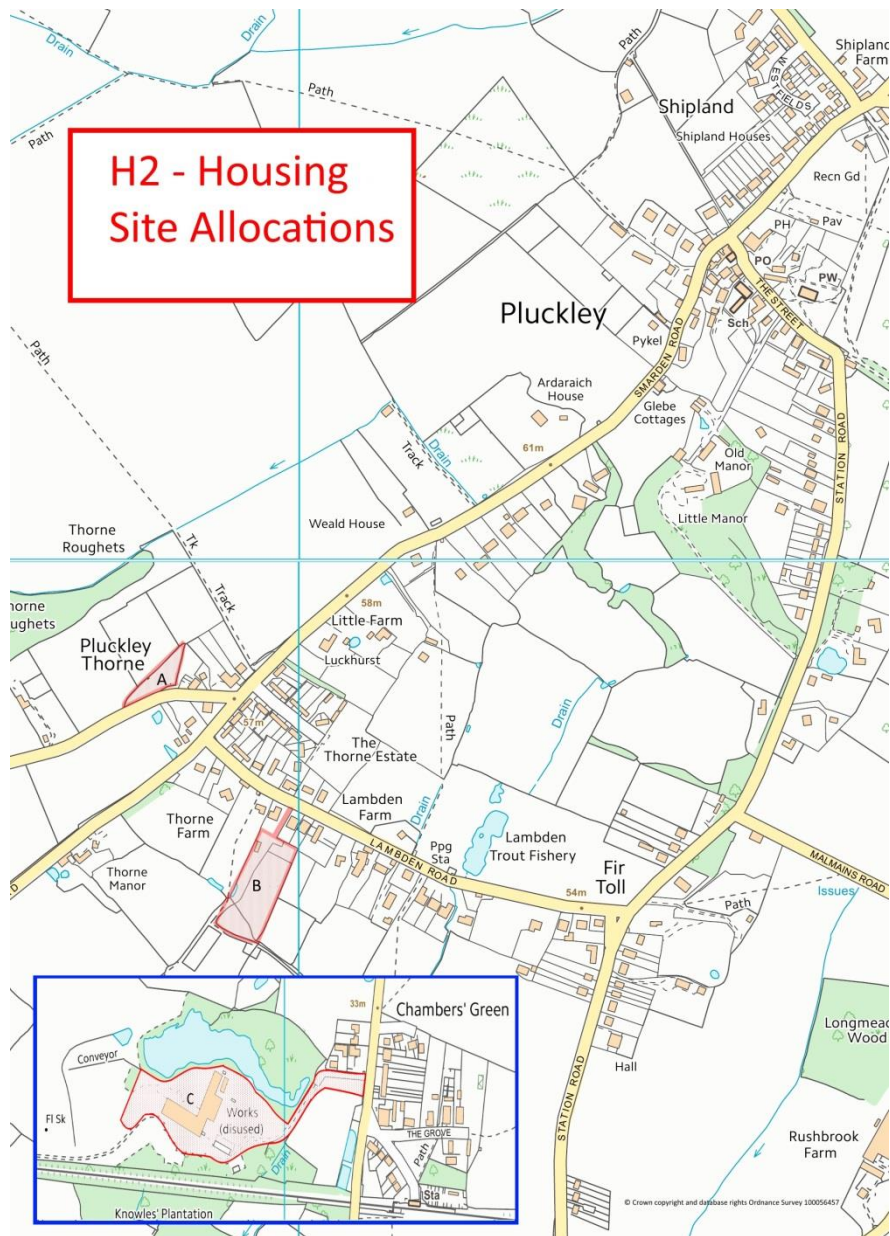 Drain
Path
Path
Path
Shipland
WESTFIELDS
Shipland
Farm
Shipland Houses
H2 - Housing
Site Allocations
Recn Gd
PH
Pav
PO
PW
THE STREET
Sch
Pluckley
Path
Pykel
SMARDEN ROAD
Ardaraich
House
Glebe
Cottages
Track
Drain
61m
Old
Manor
STATION ROAD
Weald House
Little Manor
Thorne
Roughets
Tk
Track
horne
ughets
58m
Little Farm
Pluckley
Thorne
Luckhurst
A
57m
The
Thorne Estate
Path
Drain
Thorne
Farm
Lambden
Farm
Drain
Ppg
Sta
Lambden
Trout Fishery
LAMBDEN ROAD
Fir
Toll
MALMAINS ROAD
Thorne
Manor
B
54m
Path
Issues
D
33m
Chambers' Green
Conveyor
Longmead
Wood
Hall
C
Works
(disused)
Fl Sk
THE GROVE
Path
Drain
Sta
Knowles' Plantation
STATION ROAD
Rushbrook
Farm
© Crown copyright and database rights Ordnance Survey 100056457